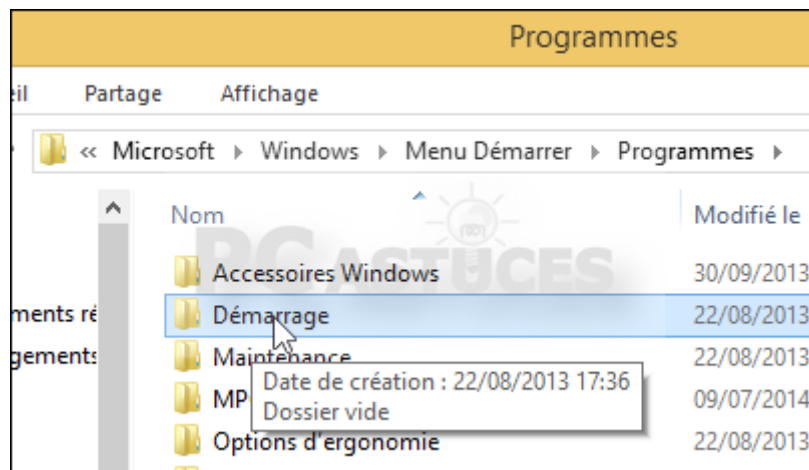 Programmes
eil Partage Affichage
« Microsoft Windows Menu Démarrer Programmes
Nom Modifié le
PC ASTUCES
Accessoires Windows 30/09/2013
ments ré Démarrage 22/08/2013
gements Maintenance 22/08/2013
Date de création : 22/08/2013 17:36
MP 09/07/2014
Dossier vide
Options d'ergonomie 22/08/2013